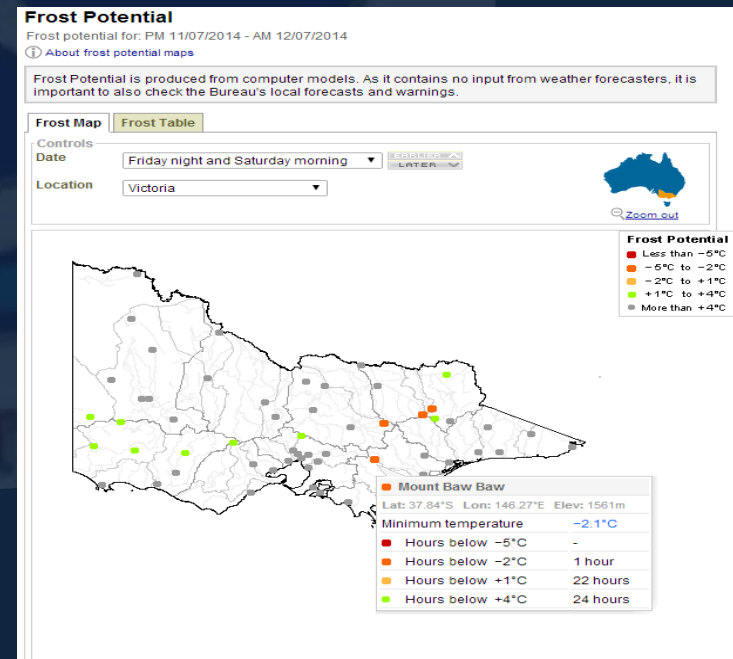 Frost Potential
Frost potential for: PM 11/07/2014 - AM 12/07/2014
i About frost potential maps
Frost Potential is produced from computer models. As it contains no input from weather forecasters, it is
important to also check the Bureau's local forecasts and warnings.
Frost Map Frost Table
Controls
Date Friday night and Saturday morning EARLIER LATER
Location Victoria
Zoom out
Frost Potential
Less than −5°C
−5°C to −2°C
−2°C to +1°C
+1°C to +4°C
More than +4°C
Mount Baw Baw
Lat: 37.84°S Lon: 146.27°E Elev: 1561m
Minimum temperature −2.1°C
Hours below −5°C -
Hours below −2°C 1 hour
Hours below +1°C 22 hours
Hours below +4°C 24 hours